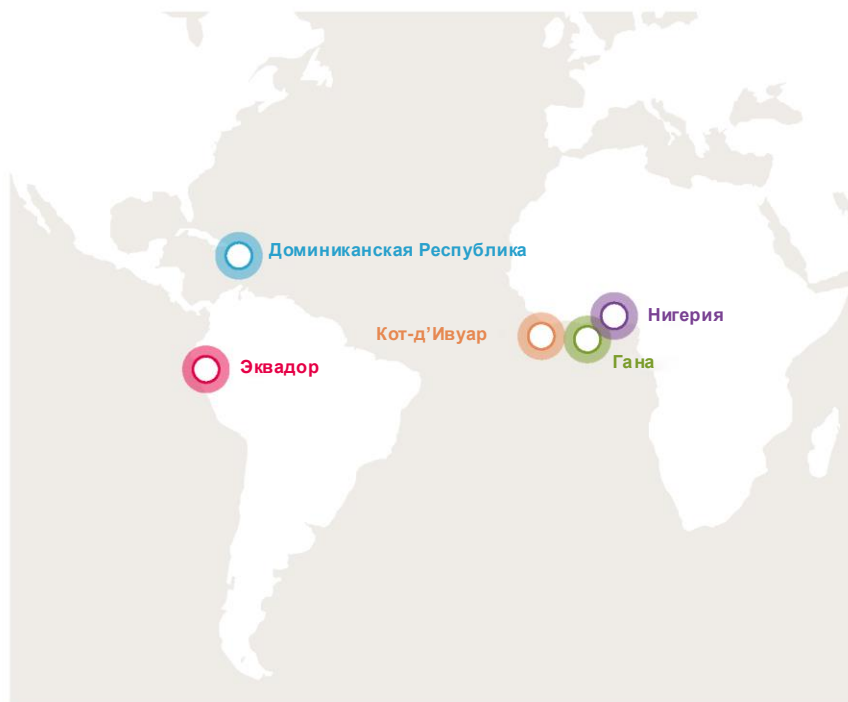 Доминиканская Республика
Нигерия
Кот-д’Ивуар
Гана
Эквадор